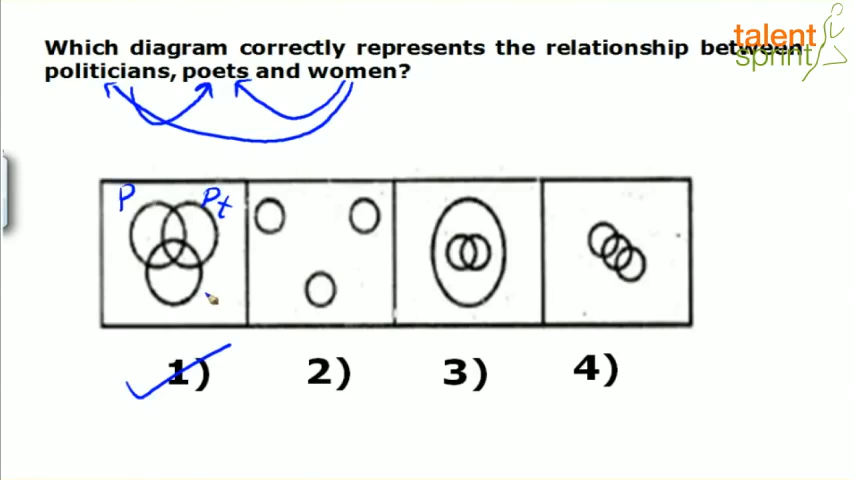 Which diagram correctly represents the relationship between
politicians, poets and women?
talent
sprint
P
Pt
1)
2)
3)
4)